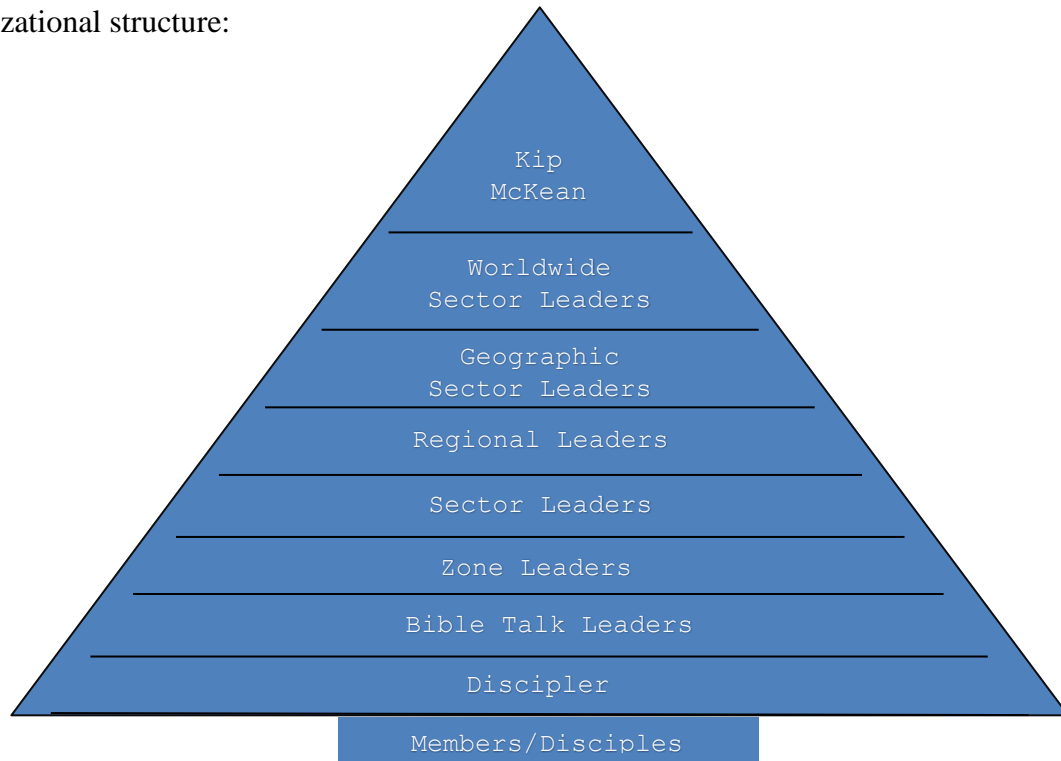 zational structure:
Kip
McKean
Worldwide
Sector Leaders
Geographic
Sector Leaders
Regional Leaders
Sector Leaders
Zone Leaders
Bible Talk Leaders
Discipler
Members/Disciples